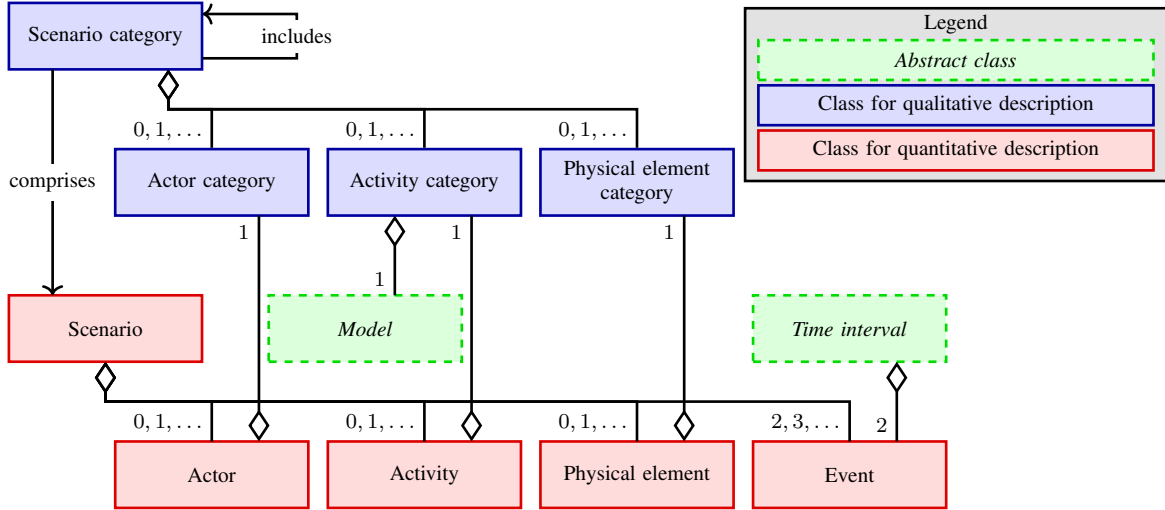 Scenario category
includes
Legend
Abstract class
Class for qualitative description
Class for quantitative description
0, 1, . . .
0, 1, . . .
0, 1, . . .
comprises
Actor category
Activity category
Physical element
category
1
1
1
1
Scenario
Model
Time interval
0, 1, . . .
0, 1, . . .
0, 1, . . .
2, 3, . . .
2
Actor
Activity
Physical element
Event